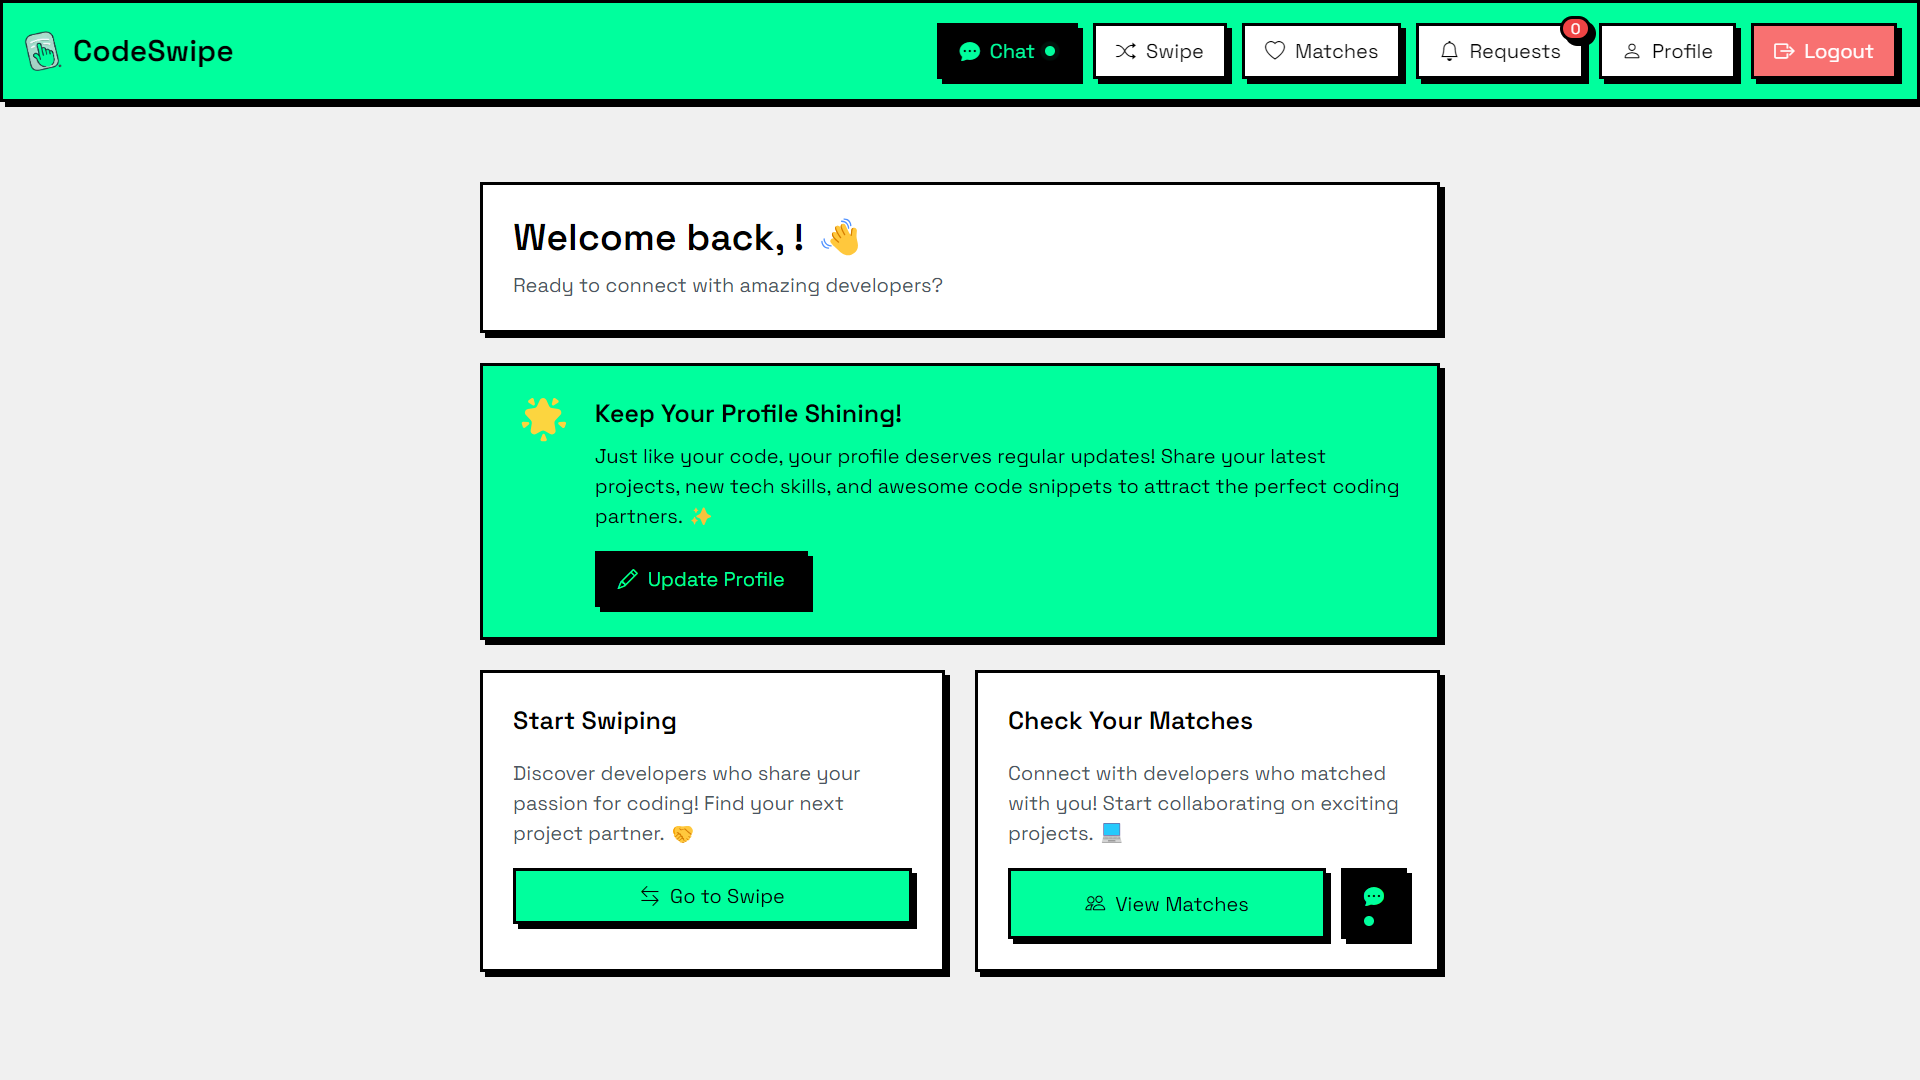 CodeSwipe
Chat
Swipe
Matches
Requests
0
Profile
Logout
Welcome back, ! 👋
Ready to connect with amazing developers?
🌟
Keep Your Profile Shining!
Just like your code, your profile deserves regular updates! Share your latest
projects, new tech skills, and awesome code snippets to attract the perfect coding
partners. ✨
Update Profile
Start Swiping
Discover developers who share your
passion for coding! Find your next
project partner. 🤝
Go to Swipe
Check Your Matches
Connect with developers who matched
with you! Start collaborating on exciting
projects. 💻
View Matches